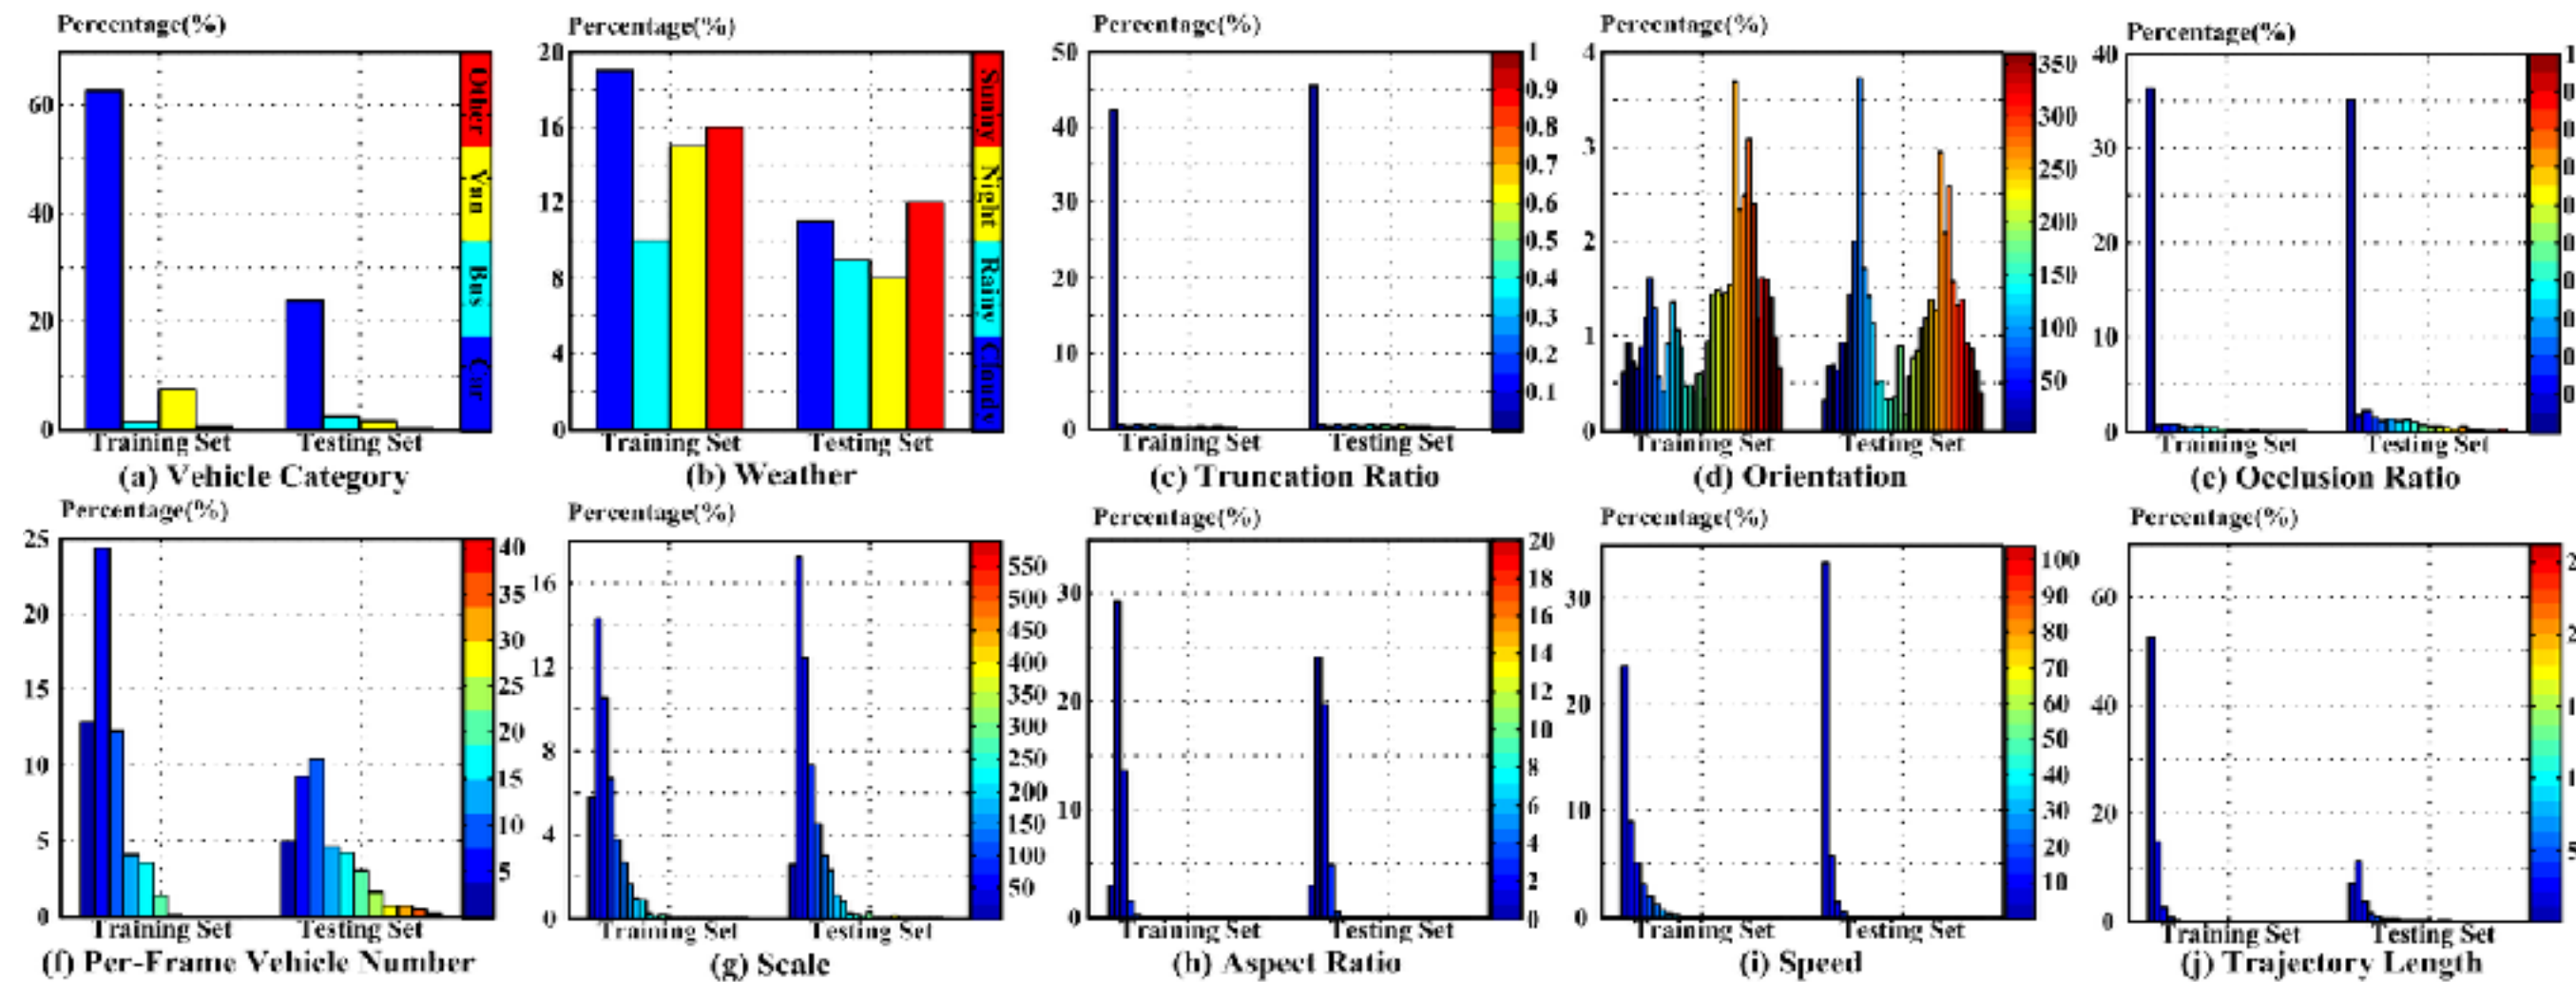 Percentage(%)
60
40
20
0
Other
Van
Bus
Car
Training Set Testing Set
(a) Vehicle Category
Percentage(%)
20
16
12
8
4
0
Sunny
Night
Rainy
Cloudy
Training Set Testing Set
(b) Weather
Percentage(%)
50
40
30
20
10
0
1
0.9
0.8
0.7
0.6
0.5
0.4
0.3
0.2
0.1
Training Set Testing Set
(c) Truncation Ratio
Percentage(%)
4
3
2
1
0
350
300
250
200
150
100
50
Training Set Testing Set
(d) Orientation
Percentage(%)
40
30
20
10
0
Training Set Testing Set
(e) Occlusion Ratio
Percentage(%)
25
20
15
10
5
0
40
35
30
25
20
15
10
5
Training Set Testing Set
(f) Per-Frame Vehicle Number
Percentage(%)
16
12
8
4
0
550
500
450
400
350
300
250
200
150
100
50
Training Set Testing Set
(g) Scale
Percentage(%)
30
20
10
0
20
18
16
14
12
10
8
6
4
2
0
Training Set Testing Set
(h) Aspect Ratio
Percentage(%)
30
20
10
0
100
90
80
70
60
50
40
30
20
10
Training Set Testing Set
(i) Speed
Percentage(%)
60
40
20
0
Training Set Testing Set
(j) Trajectory Length